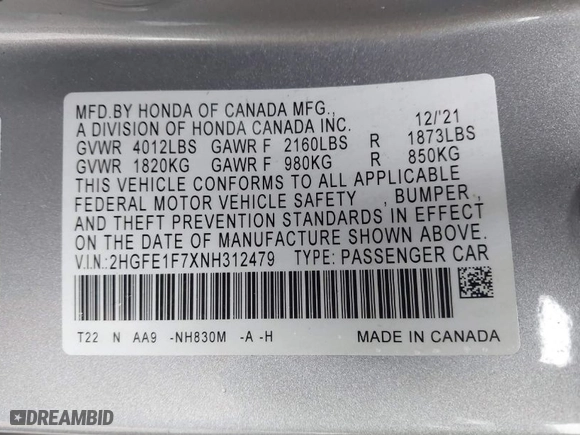 MFD.BY HONDA OF CANADA MFG.,
A DIVISION OF HONDA CANADA INC. 12/'21
GVWR 4012LBS GAWR F 2160LBS R 1873LBS
GVWR 1820KG GAWR F 980KG R 850KG
THIS VEHICLE CONFORMS TO ALL APPLICABLE
FEDERAL MOTOR VEHICLE SAFETY , BUMPER,
AND THEFT PREVENTION STANDARDS IN EFFECT
ON THE DATE OF MANUFACTURE SHOWN ABOVE.
V.I.N:2HGFE1F7XNH312479 TYPE: PASSENGER CAR
T22 N AA9 -NH830M -A -H MADE IN CANADA
DREAMBID